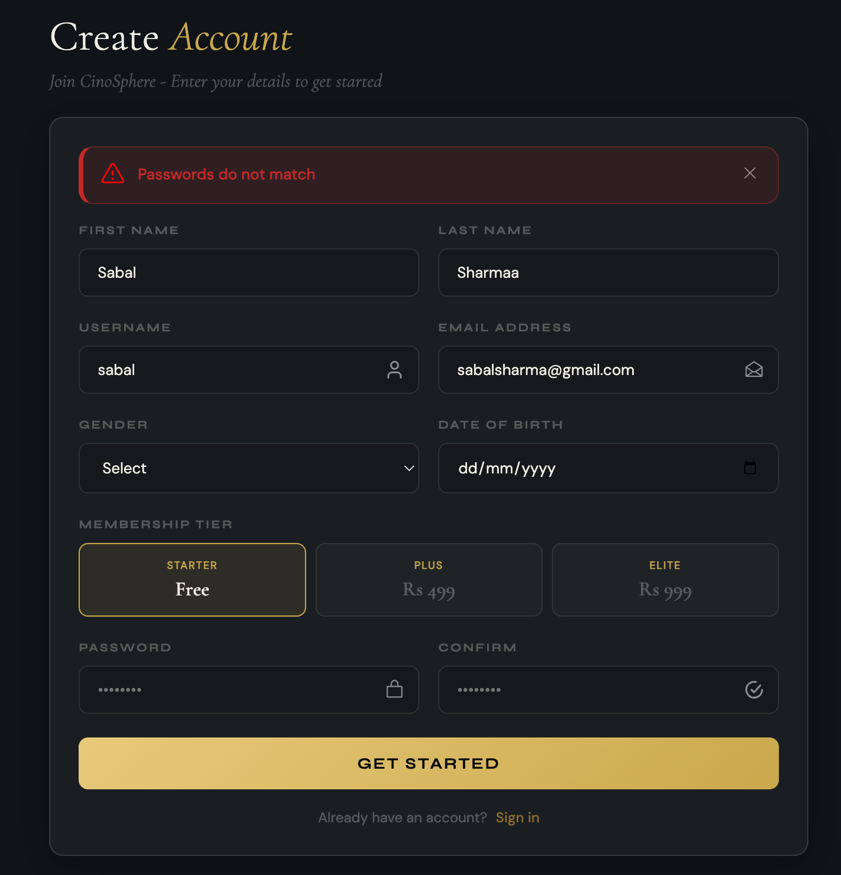 Create Account
Join CinoSphere - Enter your details to get started
Passwords do not match
FIRST NAME LAST NAME
Sabal Sharmaa
USERNAME EMAIL ADDRESS
sabal sabalsharma@gmail.com
GENDER DATE OF BIRTH
Select dd/mm/yyyy
MEMBERSHIP TIER
STARTER PLUS ELITE
Free Rs 499 Rs 999
PASSWORD CONFIRM
•••••••• ••••••••
GET STARTED
Already have an account? Sign in